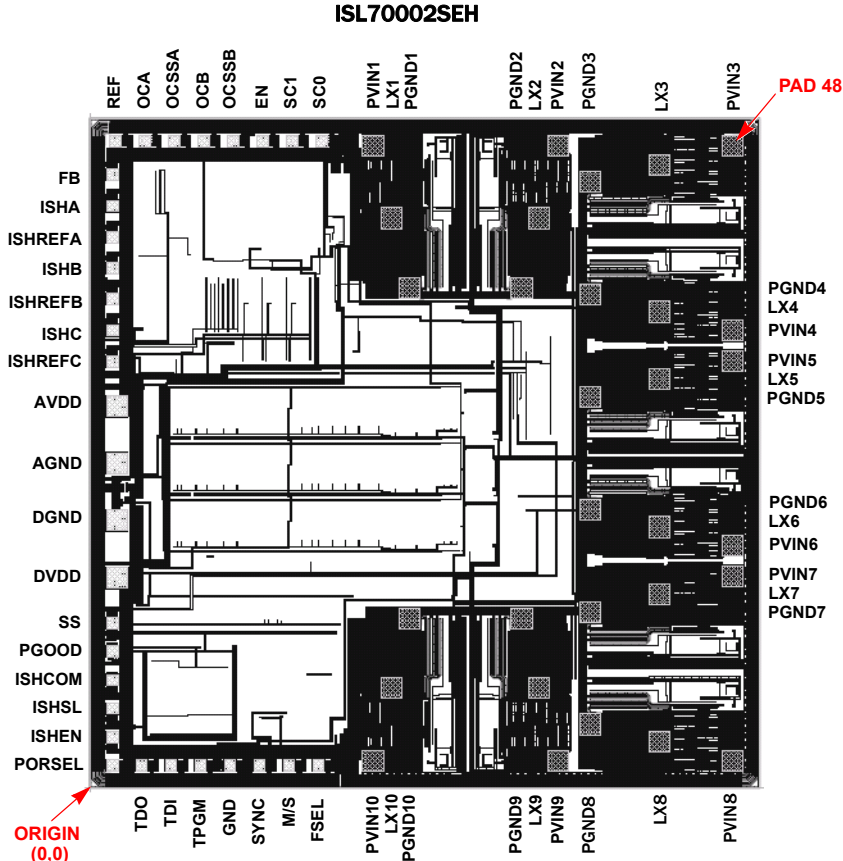 ISL70002SEH
REF
OCA
OCSSA
OCB
OCSSB
EN
SC1
SC0
PVIN1
LX1
PGND1
PGND2
LX2
PVIN2
PGND3
LX3
PVIN3
PAD 48
FB
ISHA
ISHREFA
ISHB
ISHREFB
ISHC
ISHREFC
AVDD
AGND
DGND
DVDD
SS
PGOOD
ISHCOM
ISHSL
ISHEN
PORSEL
PGND4
LX4
PVIN4
PVIN5
LX5
PGND5
PGND6
LX6
PVIN6
PVIN7
LX7
PGND7
ORIGIN
(0.0)
TDO
TDI
TPGM
GND
SYNC
M/S
FSEL
PVIN10
LX10
PGND10
PGND9
LX9
PVIN9
PGND8
LX8
PVIN8